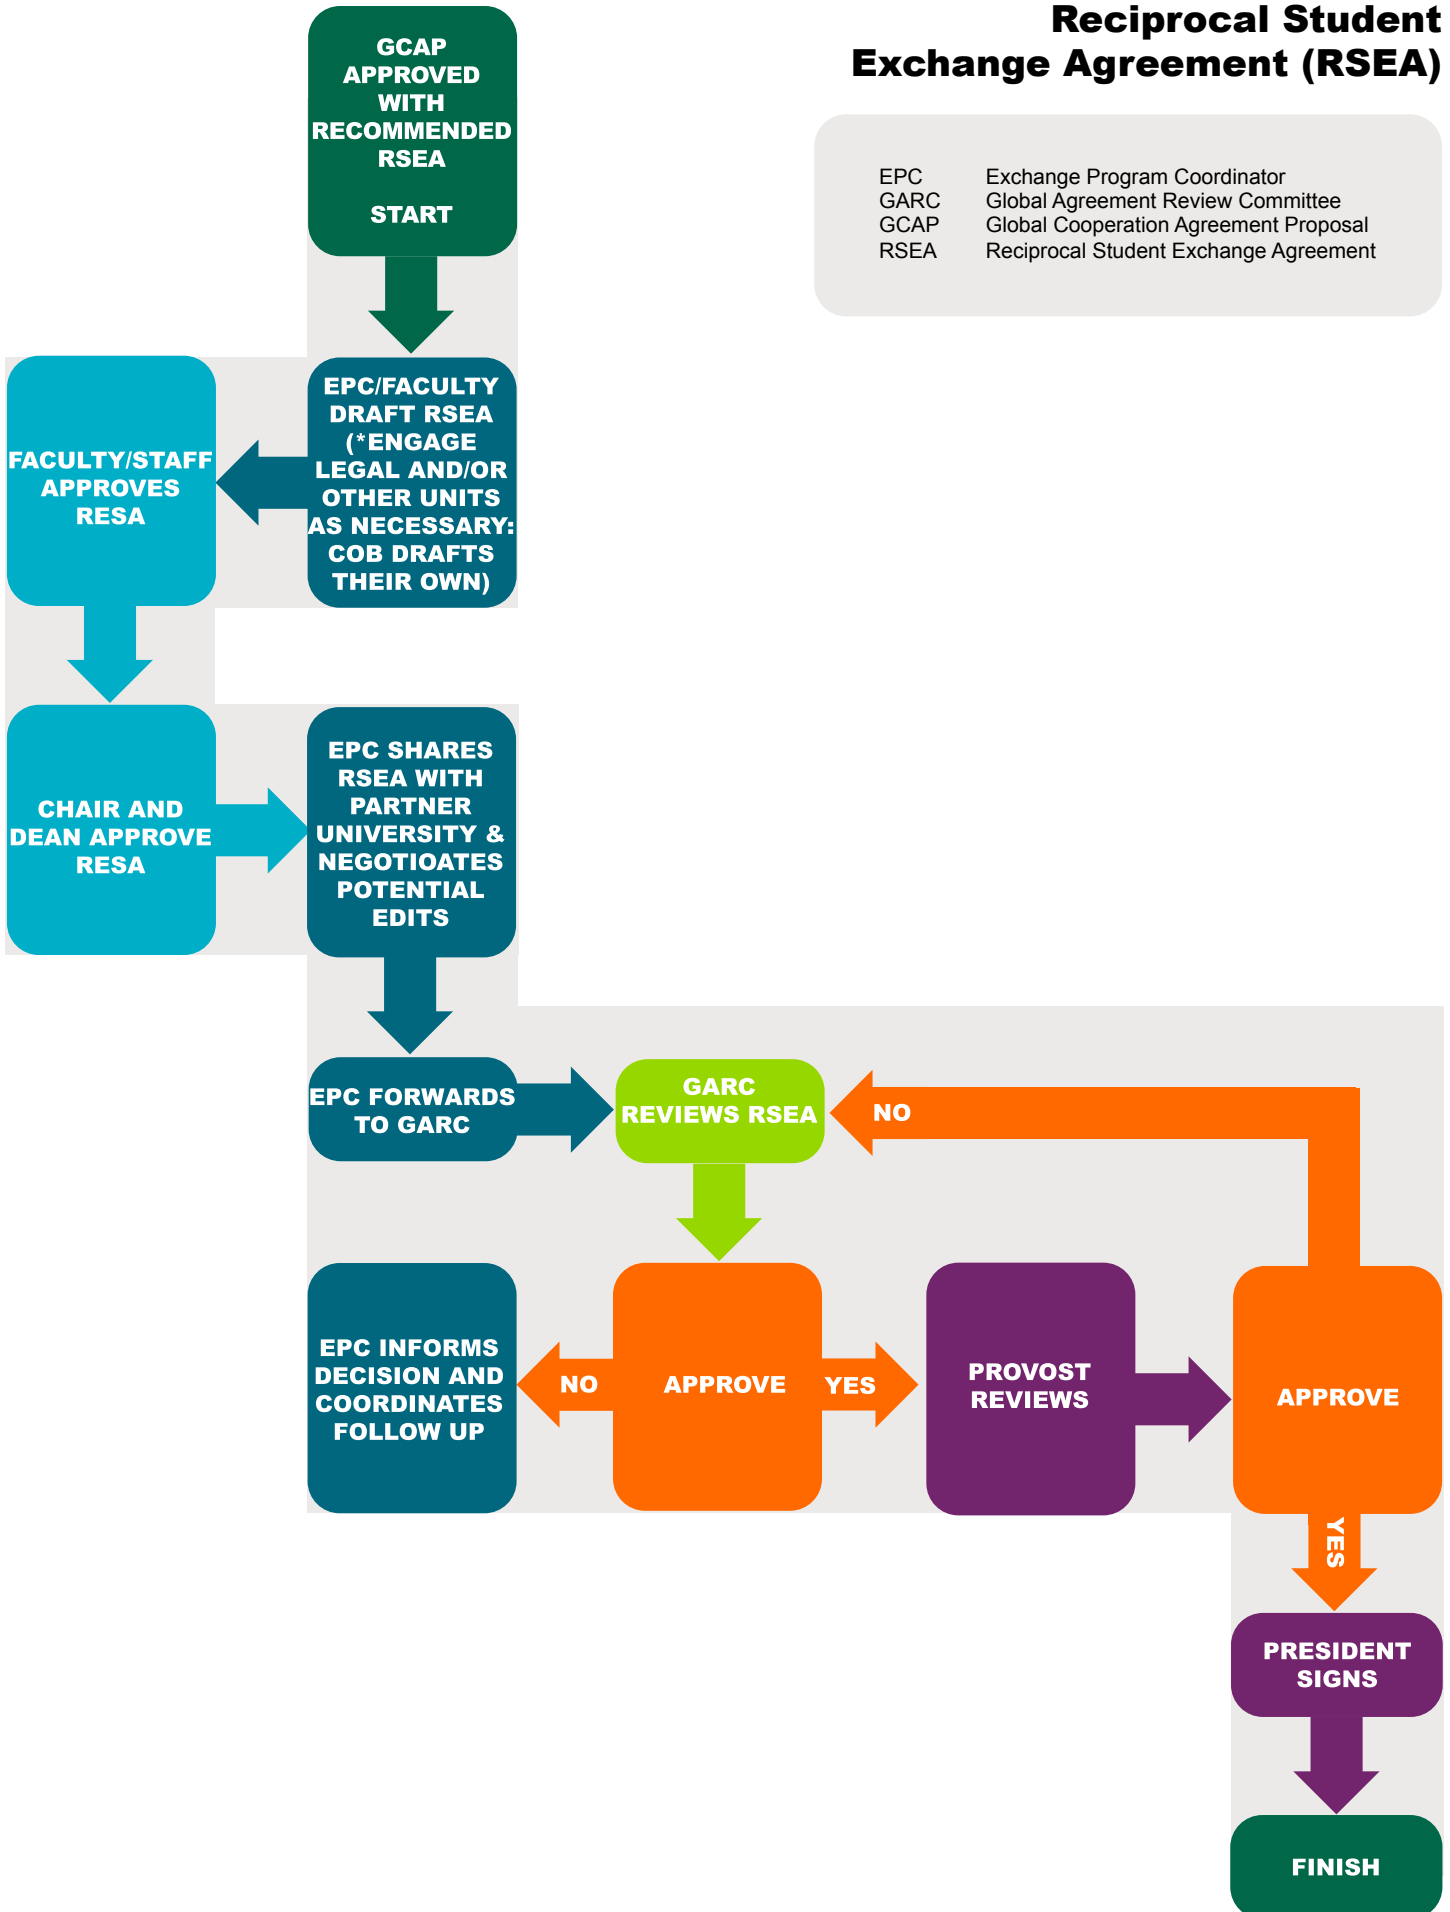 Reciprocal Student
Exchange Agreement (RSEA)
EPC Exchange Program Coordinator
GARC Global Agreement Review Committee
GCAP Global Cooperation Agreement Proposal
RSEA Reciprocal Student Exchange Agreement
GCAP
APPROVED
WITH
RECOMMENDED
RSEA
START
EPC/FACULTY
DRAFT RSEA
(*ENGAGE
LEGAL AND/OR
OTHER UNITS
AS NECESSARY:
COB DRAFTS
THEIR OWN)
FACULTY/STAFF
APPROVES
RESA
CHAIR AND
DEAN APPROVE
RESA
EPC SHARES
RSEA WITH
PARTNER
UNIVERSITY &
NEGOTIOATES
POTENTIAL
EDITS
EPC FORWARDS
TO GARC
GARC
REVIEWS RSEA
NO
EPC INFORMS
DECISION AND
COORDINATES
FOLLOW UP
NO
APPROVE
YES
PROVOST
REVIEWS
APPROVE
YES
PRESIDENT
SIGNS
FINISH